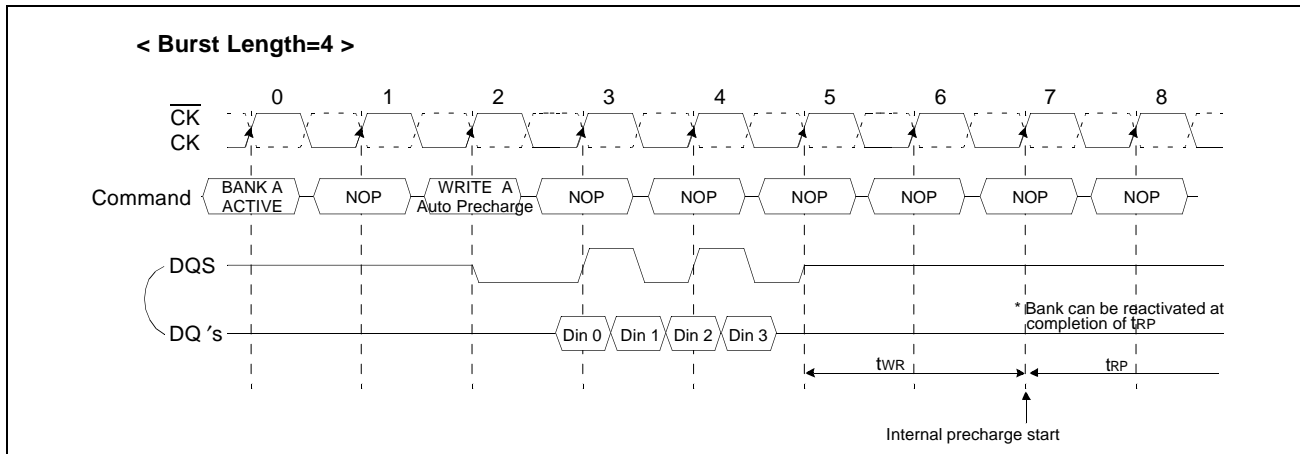 < Burst Length=4 >
0 1 2 3 4 5 6 7 8
CK
CK
Command
BANK A
ACTIVE
NOP
WRITE A
Auto Precharge
NOP
NOP
NOP
NOP
NOP
NOP
DQS
DQ 's
Din 0 Din 1 Din 2 Din 3
* Bank can be reactivated at
completion of tRP
tWR
tRP
Internal precharge start